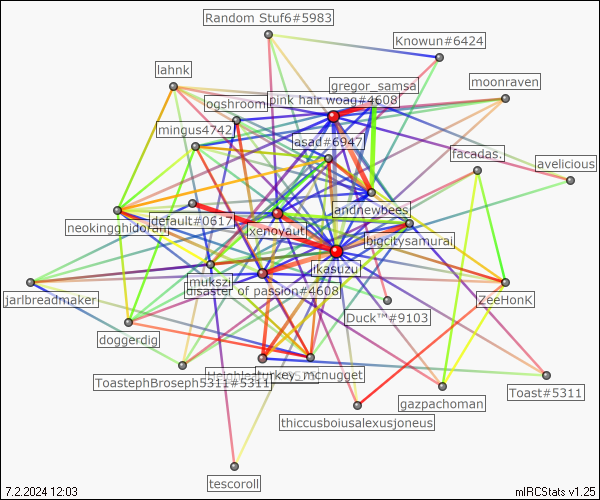 Random Stuf6#5983
Knowun#6424
lahnk
gregor_samsa
moonraven
ogshroom
pink hair woag#4608
mingus4742
asad#6947
facadas.
avelicious
neokingghidorah
default#0617
andnewbees
xenoyaut
bigcitysamurai
ikasuzu
mukszi
disaster of passion#4608
jarlbreadmaker
ZeeHonK
Duck™#9103
doggerdig
turkey_mcnugget
ToastephBroseph5311#5311
Toast#5311
gazpachoman
thiccusboiusalexusjoneus
tescoroll
7.2.2024 12:03
mIRCStats v1.25